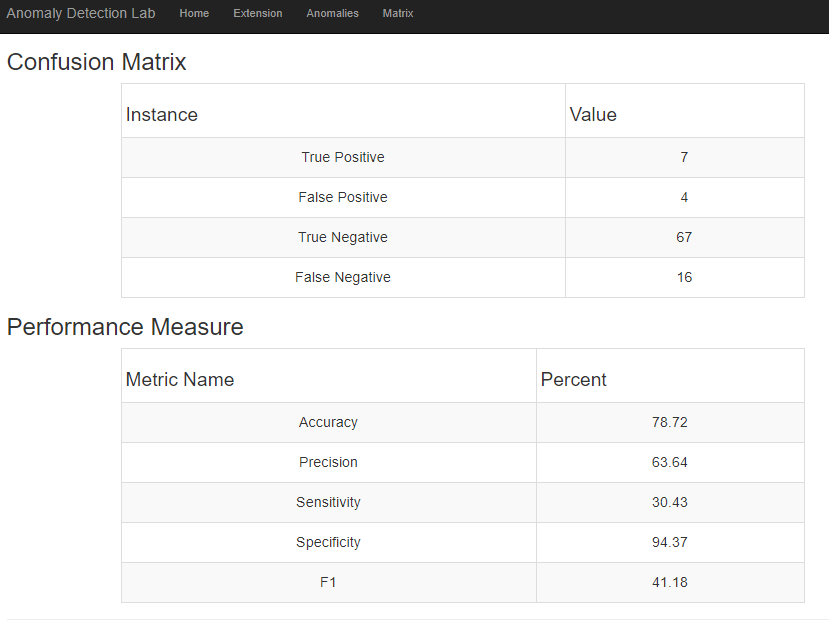 Anomaly Detection Lab Home Extension Anomalies Matrix
Confusion Matrix
Instance Value
True Positive 7
False Positive 4
True Negative 67
False Negative 16
Performance Measure
Metric Name Percent
Accuracy 78.72
Precision 63.64
Sensitivity 30.43
Specificity 94.37
F1 41.18